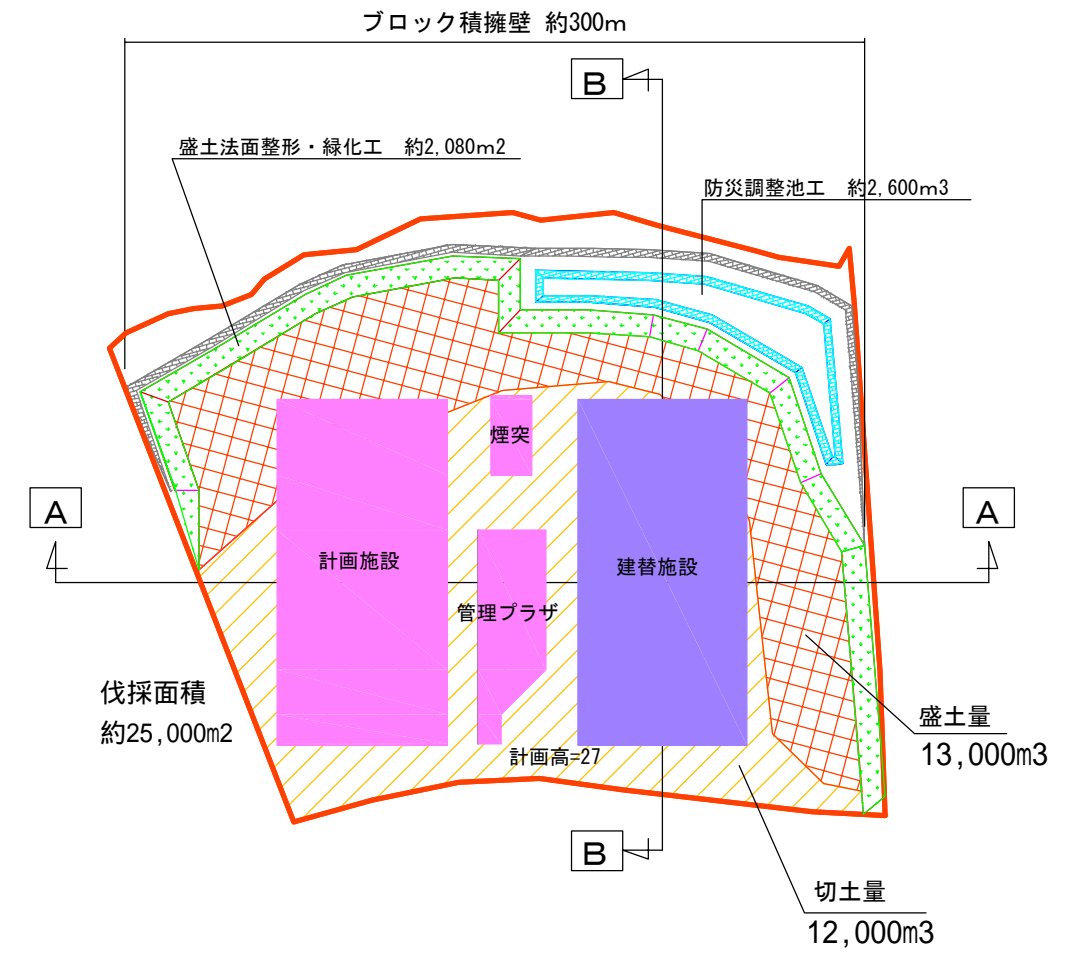 ブロック積擁壁 約300m
B
盛土法面整形・緑化工 約2,080m2
防災調整池工 約2,600m3
煙突
A
A
計画施設
建替施設
管理プラザ
伐採面積
約25,000m2
盛土量
13,000m3
計画高=27
B
切土量
12,000m3